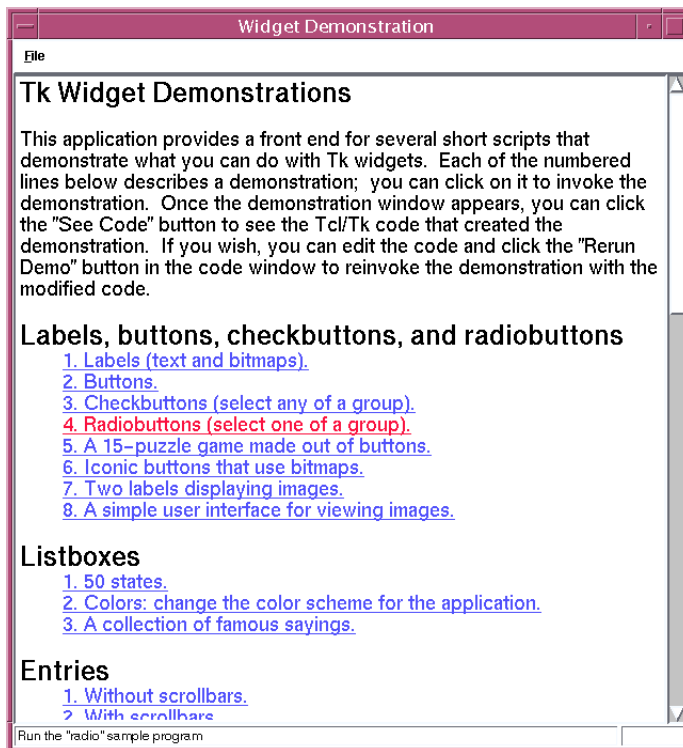 Widget Demonstration
File
Tk Widget Demonstrations
This application provides a front end for several short scripts that
demonstrate what you can do with Tk widgets.  Each of the numbered
lines below describes a demonstration;  you can click on it to invoke the
demonstration.  Once the demonstration window appears, you can click
the "See Code" button to see the Tcl/Tk code that created the
demonstration.  If you wish, you can edit the code and click the "Rerun
Demo" button in the code window to reinvoke the demonstration with the
modified code.
Labels, buttons, checkbuttons, and radiobuttons
1. Labels (text and bitmaps).
2. Buttons.
3. Checkbuttons (select any of a group).
4. Radiobuttons (select one of a group).
5. A 15-puzzle game made out of buttons.
6. Iconic buttons that use bitmaps.
7. Two labels displaying images.
8. A simple user interface for viewing images.
Listboxes
1. 50 states.
2. Colors: change the color scheme for the application.
3. A collection of famous sayings.
Entries
1. Without scrollbars.
2. With scrollbars
Run the "radio" sample program